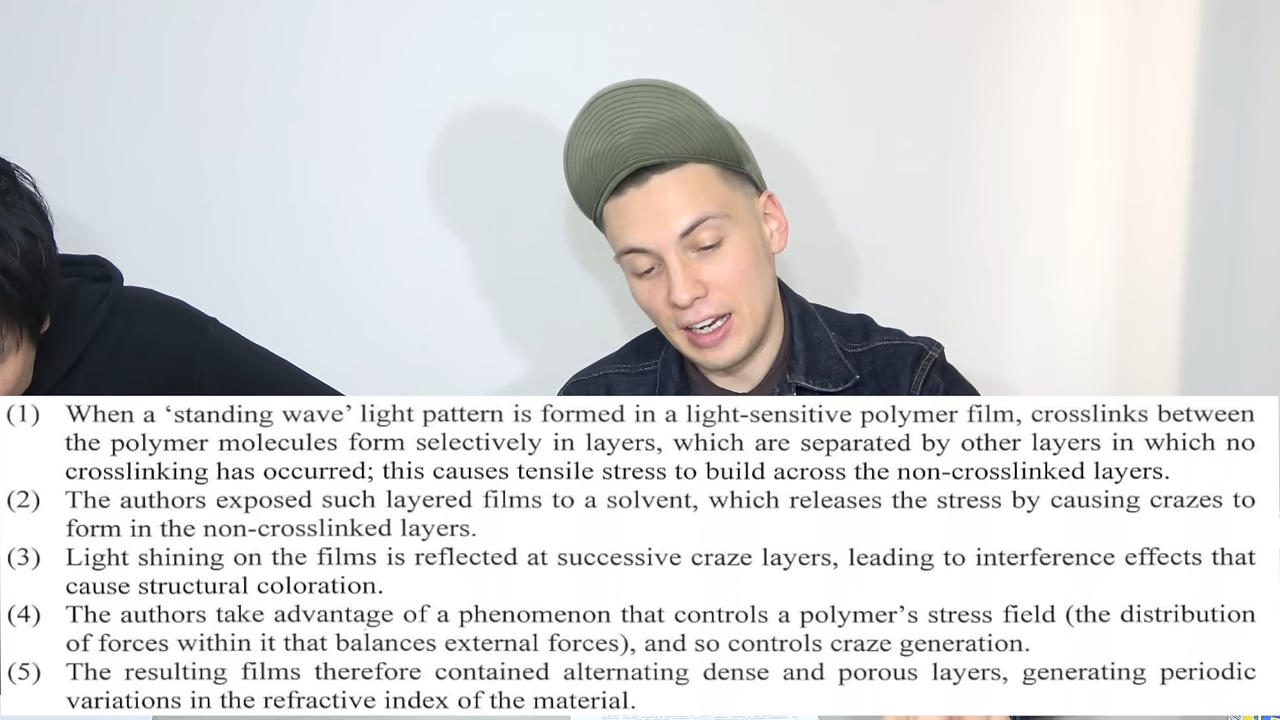 (1) When a ‘standing wave’ light pattern is formed in a light-sensitive polymer film, crosslinks between
the polymer molecules form selectively in layers, which are separated by other layers in which no
crosslinking has occurred; this causes tensile stress to build across the non-crosslinked layers.
(2) The authors exposed such layered films to a solvent, which releases the stress by causing crazes to
form in the non-crosslinked layers.
(3) Light shining on the films is reflected at successive craze layers, leading to interference effects that
cause structural coloration.
(4) The authors take advantage of a phenomenon that controls a polymer’s stress field (the distribution
of forces within it that balances external forces), and so controls craze generation.
(5) The resulting films therefore contained alternating dense and porous layers, generating periodic
variations in the refractive index of the material.